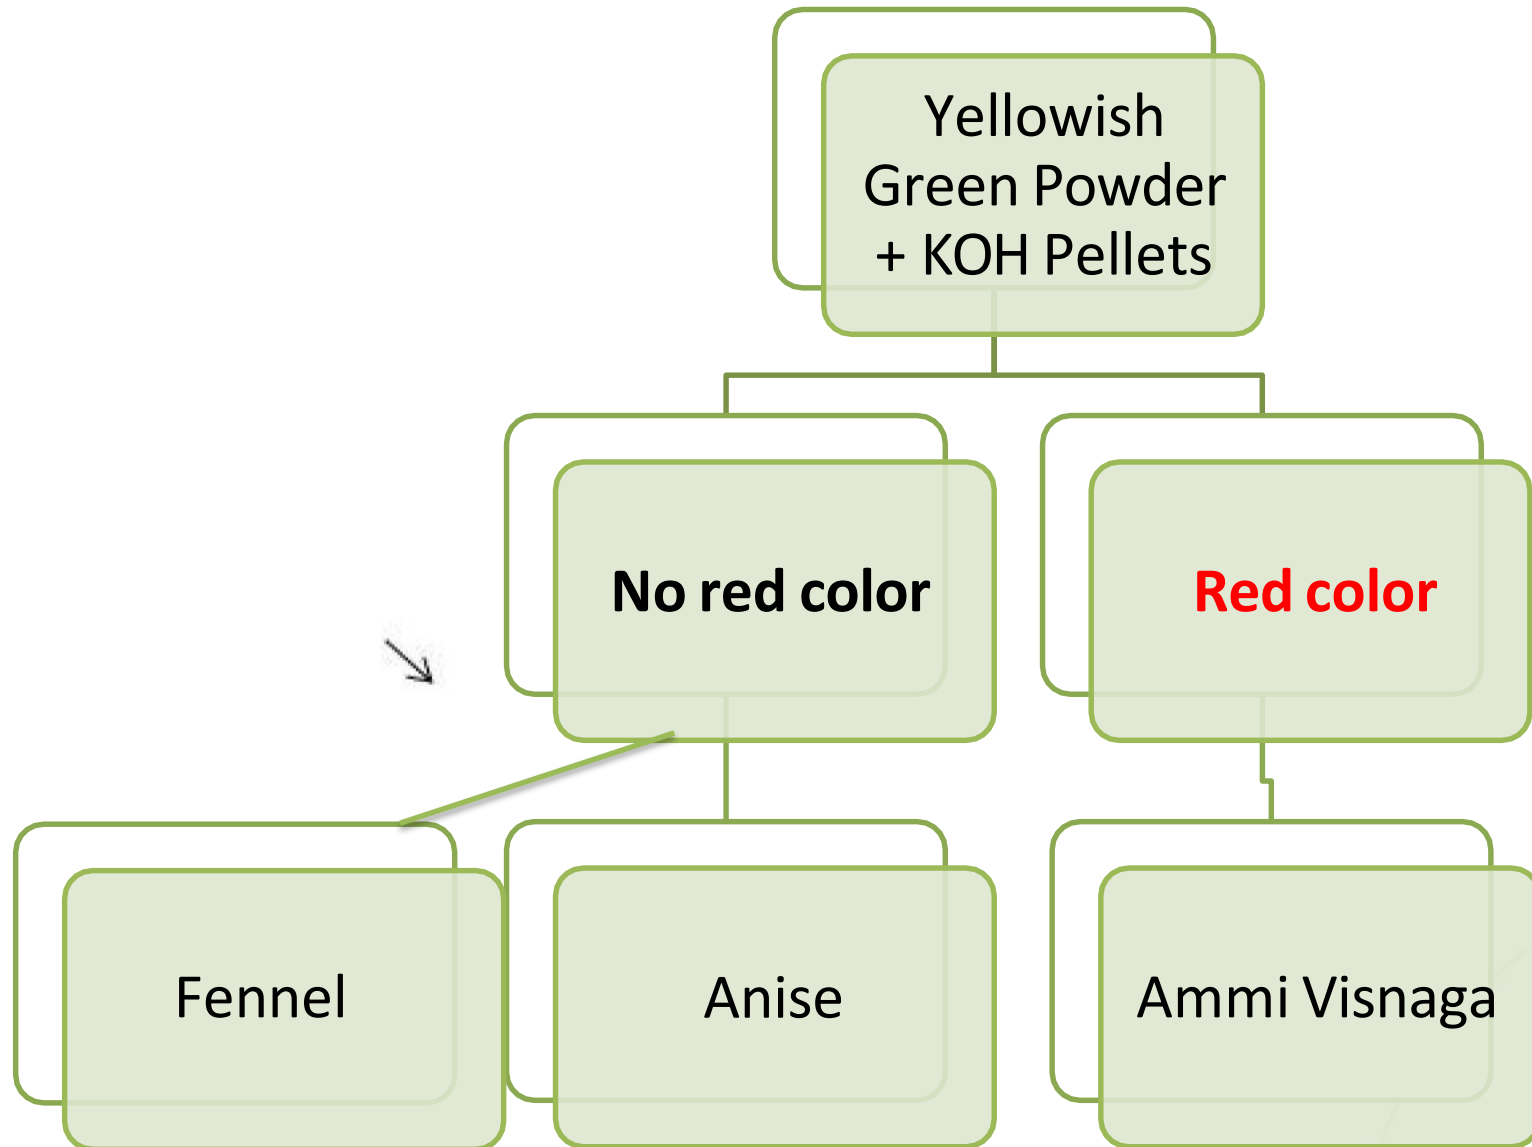 Yellowish
Green Powder
+ KOH Pellets
No red color
Red color
Fennel
Anise
Ammi Visnaga